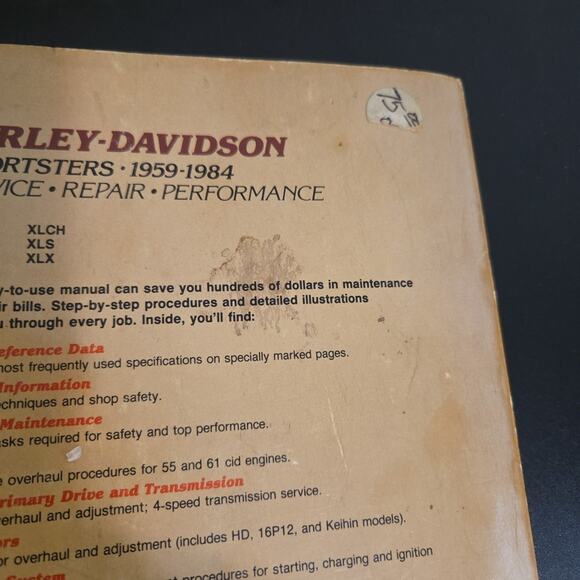 RLEY-DAVIDSON
ORTSTERS • 1959-1984
VICE • REPAIR • PERFORMANCE
XLCH
XLS
XLX
y-to-use manual can save you hundreds of dollars in maintenance
ir bills. Step-by-step procedures and detailed illustrations
u through every job. Inside, you'll find:
eference Data
most frequently used specifications on specially marked pages.
Information
echniques and shop safety.
Maintenance
asks required for safety and top performance.
e overhaul procedures for 55 and 61 cid engines.
Primary Drive and Transmission
verhaul and adjustment; 4-speed transmission service.
ors
or overhaul and adjustment (includes HD, 16P12, and Keihin models).
System
procedures for starting, charging and ignition
75